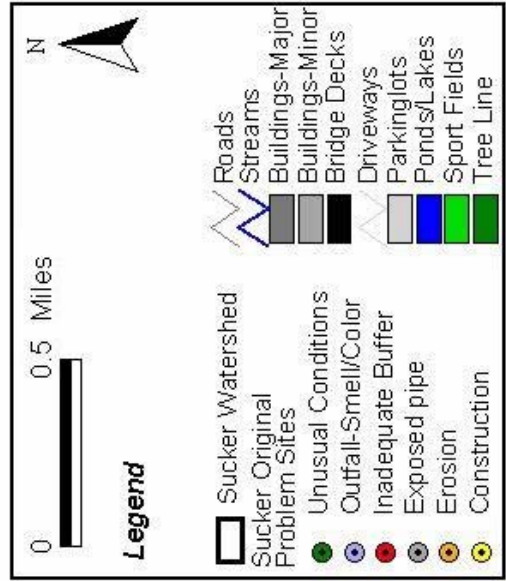 0 0.5 Miles
N
Legend
Sucker Watershed
Sucker Original
Problem Sites
Unusual Conditions
Outfall-Smell/Color
Inadequate Buffer
Exposed pipe
Erosion
Construction
Roads
Streams
Buildings-Major
Buildings-Minor
Bridge Decks
Driveways
Parkinglots
Ponds/Lakes
Sport Fields
Tree Line